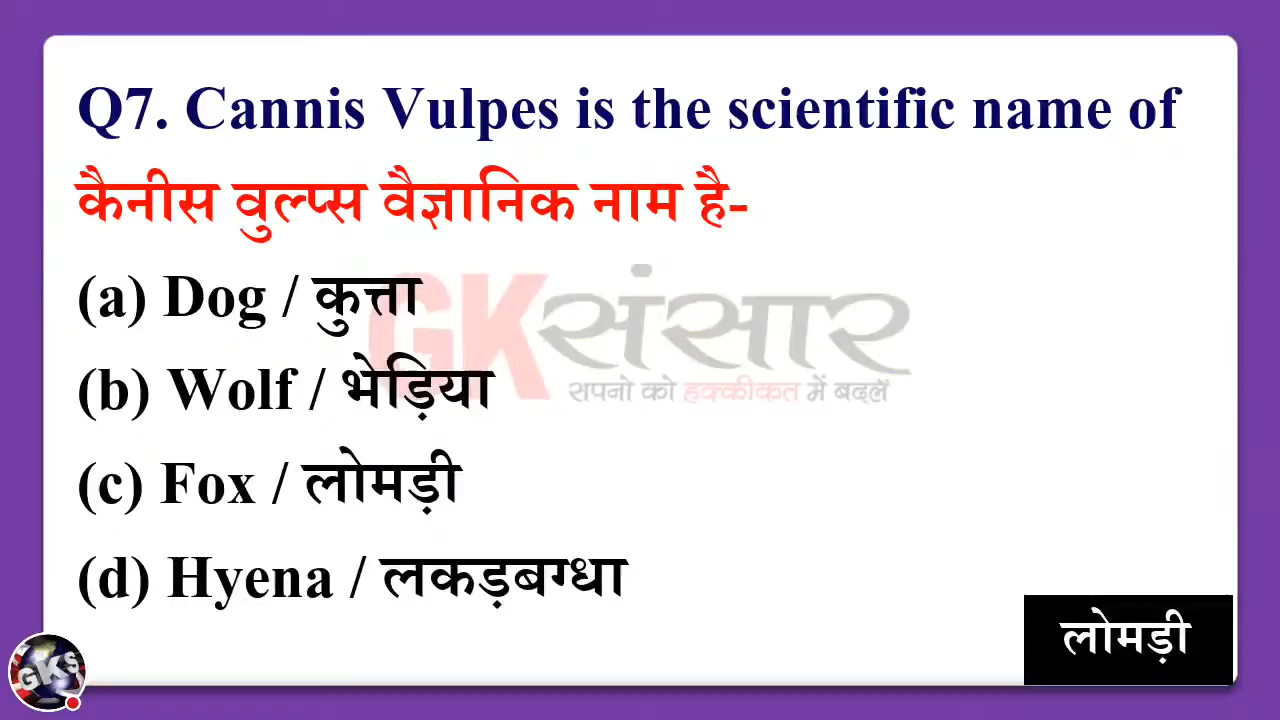 Q7. Cannis Vulpes is the scientific name of
कैनीस वुल्प्स वैज्ञानिक नाम है-
(a) Dog / कुत्ता
(b) Wolf / भेड़िया
(c) Fox / लोमड़ी
(d) Hyena / लकड़बग्धा
GKसंसार
सपनो को हक्कीकत में बदलें
लोमड़ी
GKS